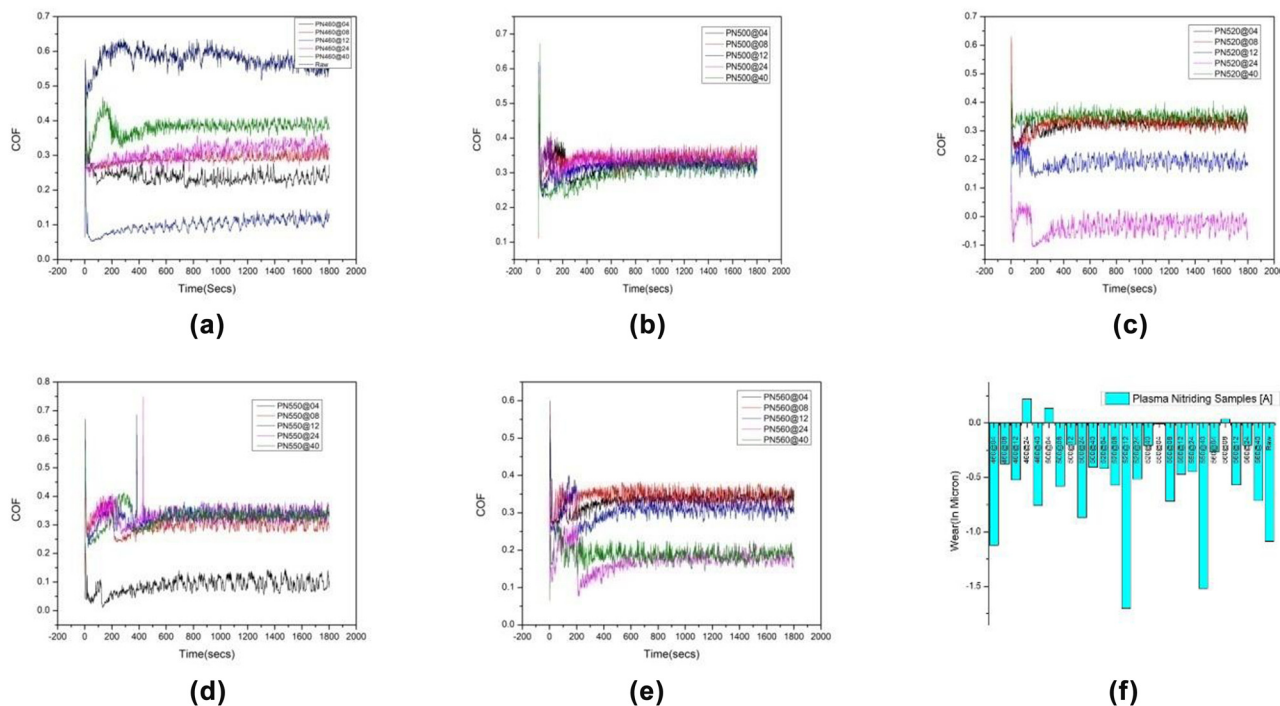 0.7
0.6
0.5
0.4
0.3
0.2
0.1
0.0
COF
PN460@04
PN460@08
PN460@12
PN460@24
PN460@40
Raw
-200 0 200 400 600 800 1000 1200 1400 1600 1800 2000
Time(Secs)
(a)
0.7
0.6
0.5
0.4
0.3
0.2
0.1
COF
PN500@04
PN500@08
PN500@12
PN500@24
PN500@40
-200 0 200 400 600 800 1000 1200 1400 1600 1800 2000
Time(secs)
(b)
0.7
0.6
0.5
0.4
0.3
0.2
0.1
0.0
-0.1
COF
PN520@04
PN520@08
PN520@12
PN520@24
PN520@40
-200 0 200 400 600 800 1000 1200 1400 1600 1800 2000
Time(secs)
(c)
0.8
0.7
0.6
0.5
0.4
0.3
0.2
0.1
0.0
COF
PN550@04
PN550@08
PN550@12
PN550@24
PN550@40
-200 0 200 400 600 800 1000 1200 1400 1600 1800 2000
Time(secs)
(d)
0.6
0.5
0.4
0.3
0.2
0.1
0.0
COF
PN560@04
PN560@08
PN560@12
PN560@24
PN560@40
-200 0 200 400 600 800 1000 1200 1400 1600 1800 2000
Time(secs)
(e)
Plasma Nitriding Samples [A]
0.0
-0.5
-1.0
-1.5
Wear(In Micron)
460@04
460@08
460@12
460@24
460@40
Raw
(f)